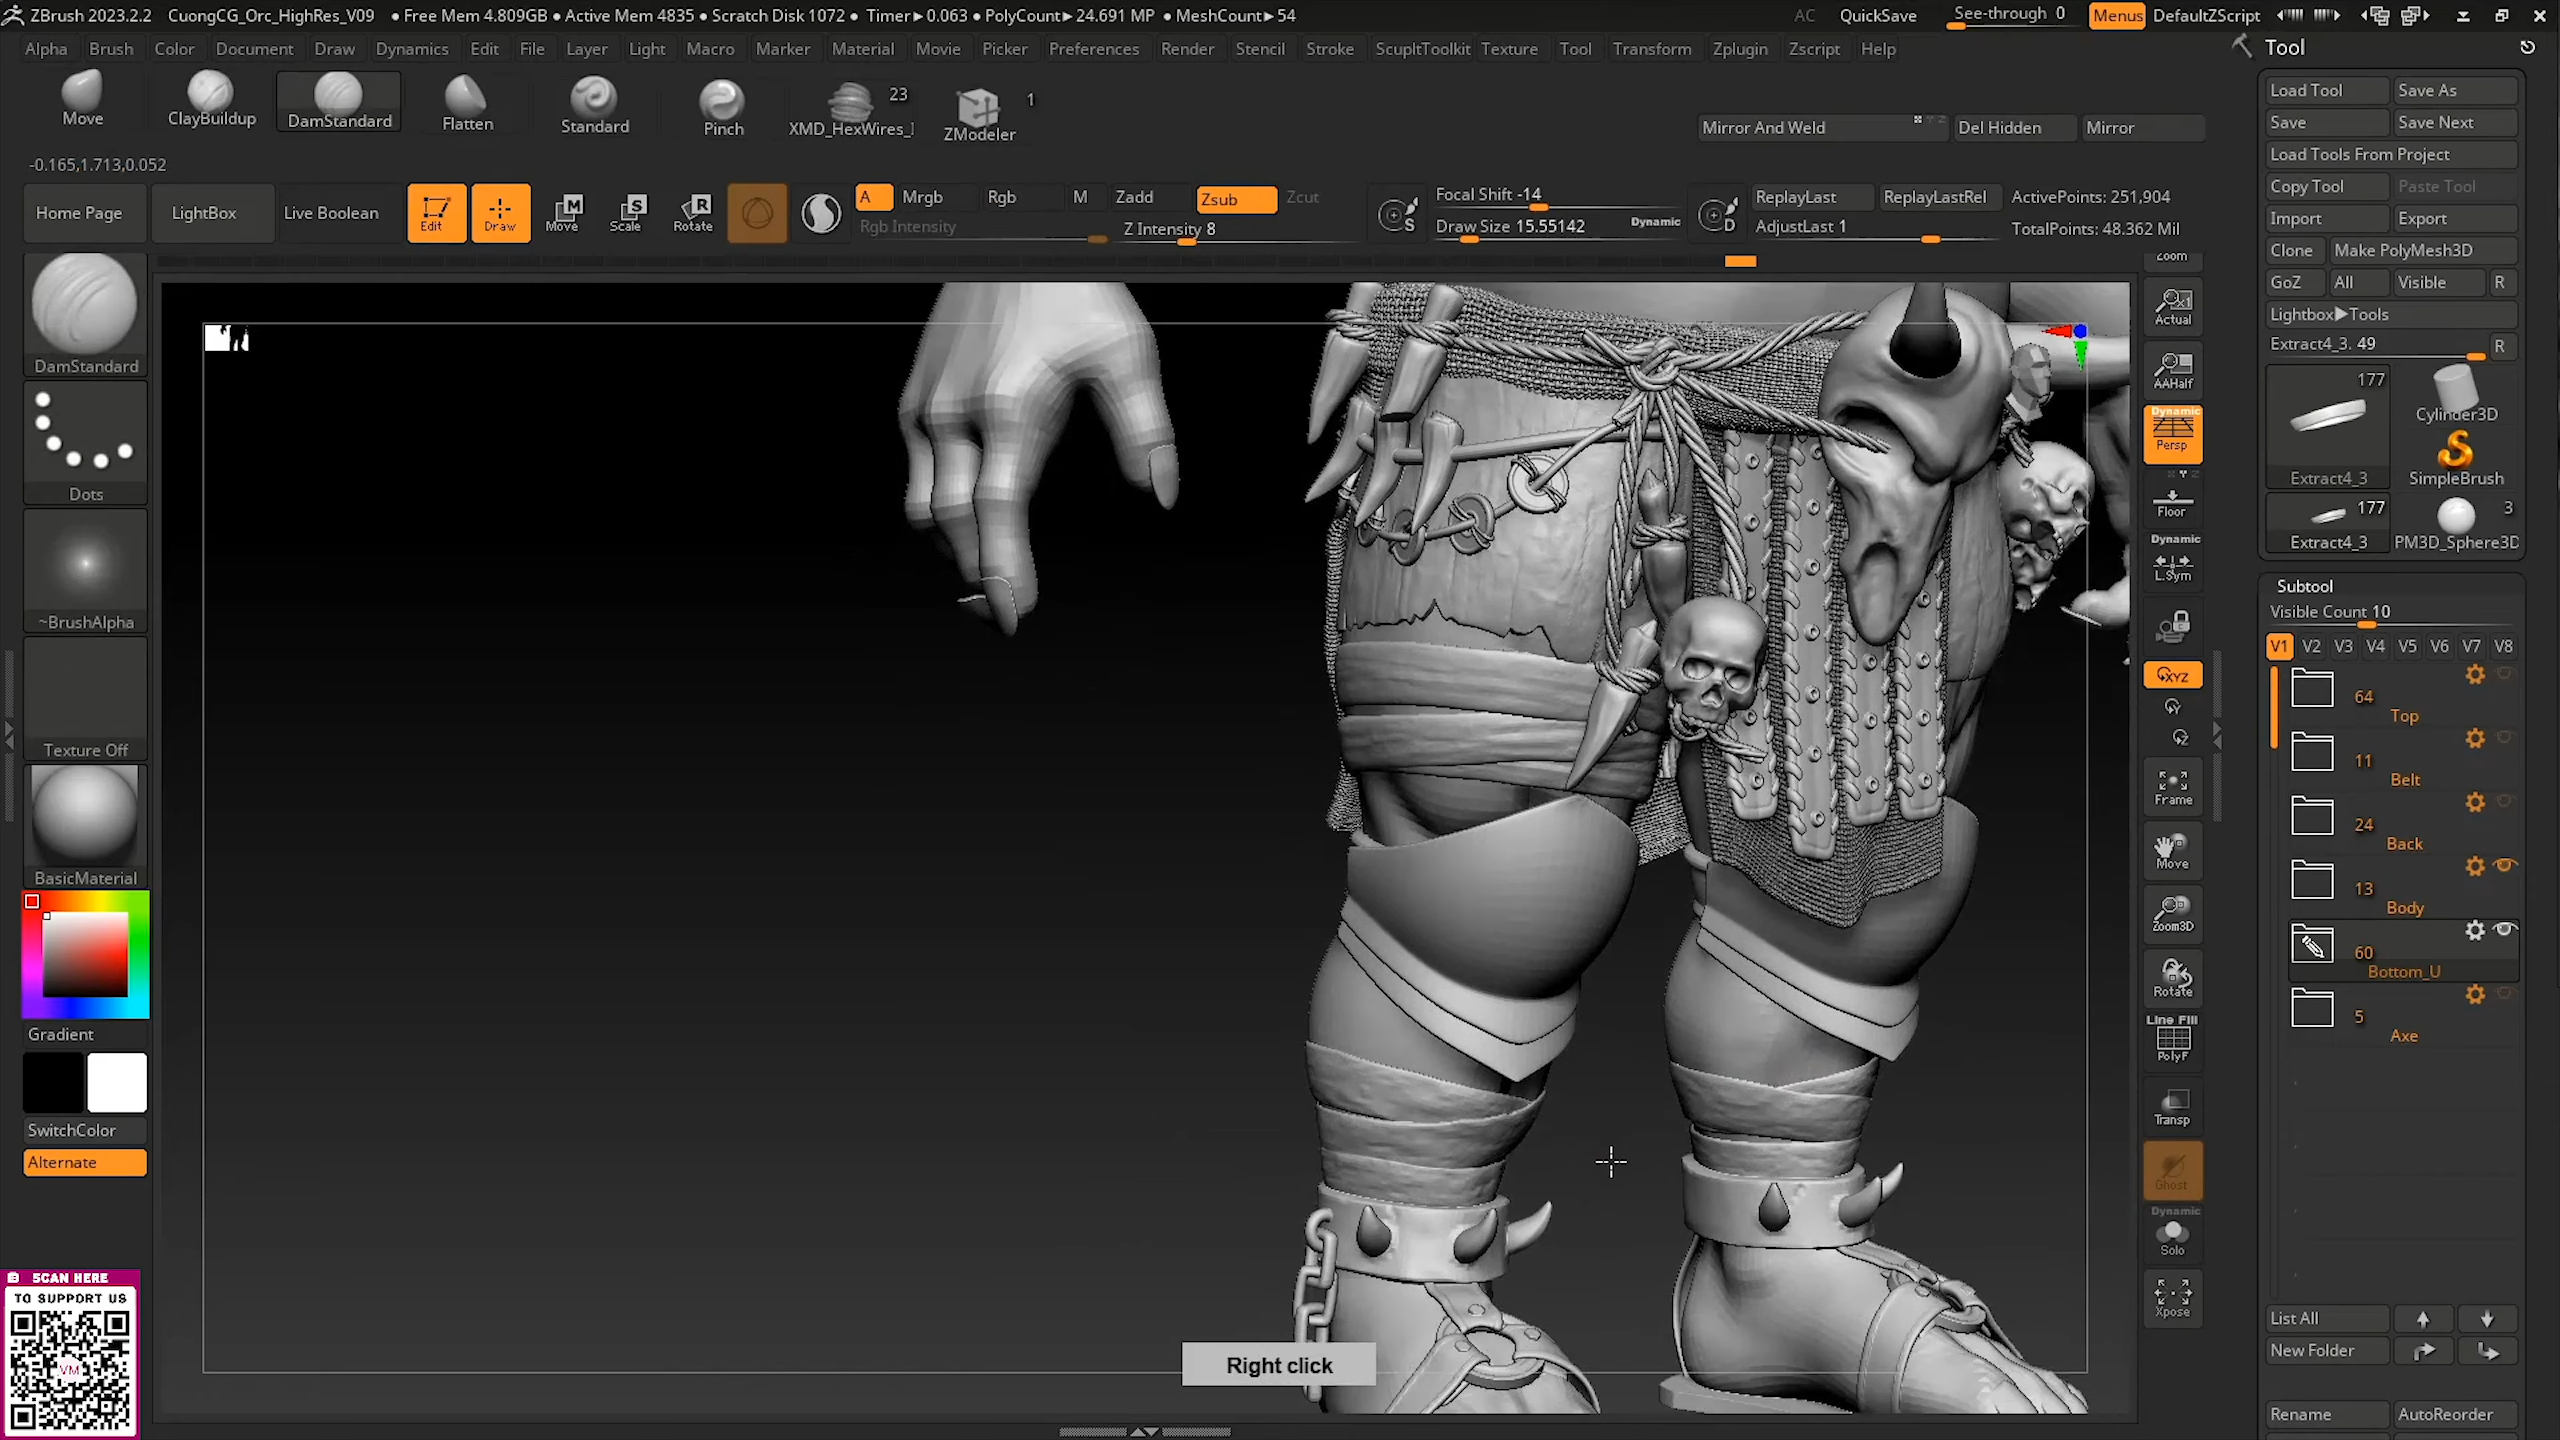 ZBrush 2023.2.2 CuongCG_Orc_HighRes_V09 • Free Mem 4.809GB • Active Mem 4835 • Scratch Disk 1072 • Timer▶0.063 • PolyCount▶24.691 MP • MeshCount▶54 AC QuickSave See-through 0 Menus DefaultZScript
Alpha Brush Color Document Draw Dynamics Edit File Layer Light Macro Marker Material Movie Picker Preferences Render Stencil Stroke ScupltToolkit Texture Tool Transform Zplugin Zscript Help
Tool
Move ClayBuildup DamStandard Flatten Standard Pinch XMD_HexWires_ 23 ZModeler 1
Mirror And Weld Del Hidden Mirror
-0.165,1.713,0.052
Home Page LightBox Live Boolean Edit Draw Move Scale Rotate
M S R
A Mrgb Rgb M Zadd Zsub Zcut
Rgb Intensity Z Intensity 8
S Focal Shift -14
Draw Size 15.55142 Dynamic
D ReplayLast ReplayLastRel
AdjustLast 1
ActivePoints: 251,904
TotalPoints: 48.362 Mil
DamStandard
Dots
~BrushAlpha
Texture Off
BasicMaterial
Gradient
SwitchColor
Alternate
SCAN HERE
TO SUPPORT US
VM
Right click
Zoom
Actual
AAHalf
Dynamic
Persp
Floor
Dynamic
L.Sym
XYZ
Y
Z
Frame
Move
Zoom3D
Rotate
Line Fill
PolyF
Transp
Ghost
Dynamic
Solo
Xpose
Load Tool Save As
Save Save Next
Load Tools From Project
Copy Tool Paste Tool
Import Export
Clone Make PolyMesh3D
GoZ All Visible R
Lightbox▶Tools
Extract4_3. 49 R
177
Extract4_3 Cylinder3D
SimpleBrush
177 3
Extract4_3 PM3D_Sphere3D
Subtool
Visible Count 10
V1 V2 V3 V4 V5 V6 V7 V8
64
Top
11
Belt
24
Back
13
Body
60
Bottom_U
5
Axe
List All
New Folder
Rename AutoReorder